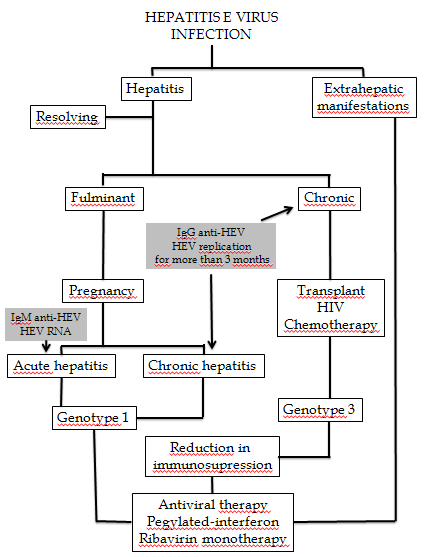 HEPATITIS E VIRUS
INFECTION
Hepatitis
Extrahepatic
manifestations
Resolving
Fulminant
Chronic
IgG anti-HEV
HEV replication
for more than 3 months
Pregnancy
Transplant
HIV
Chemotherapy
IgM anti-HEV
HEV RNA
Acute hepatitis
Chronic hepatitis
Genotype 1
Genotype 3
Reduction in
immunosupression
Antiviral therapy
Pegylated-interferon
Ribavirin monotherapy